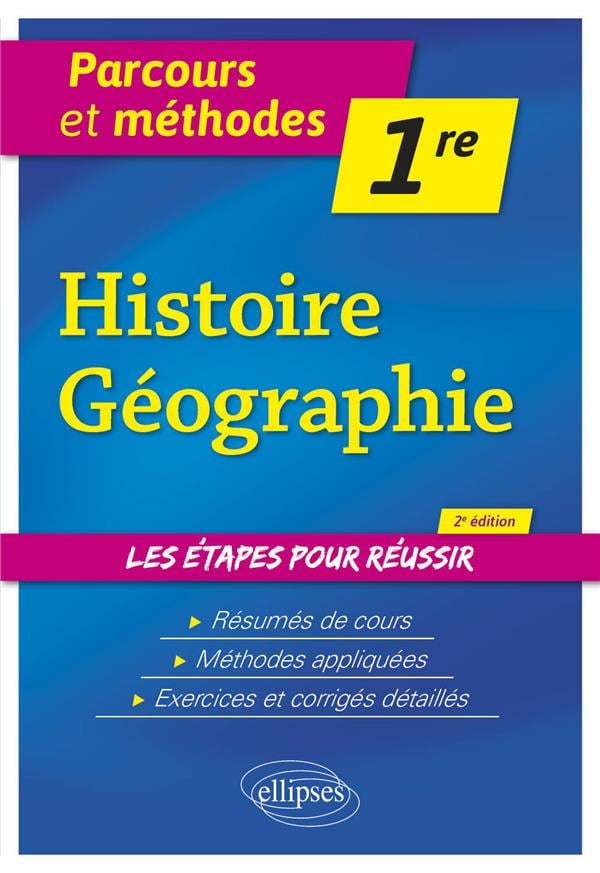 Parcours
et méthodes
1re
Histoire
Géographie
2e édition
LES ÉTAPES POUR RÉUSSIR
▶ Résumés de cours
▶ Méthodes appliquées
▶ Exercices et corrigés détaillés
ellipses